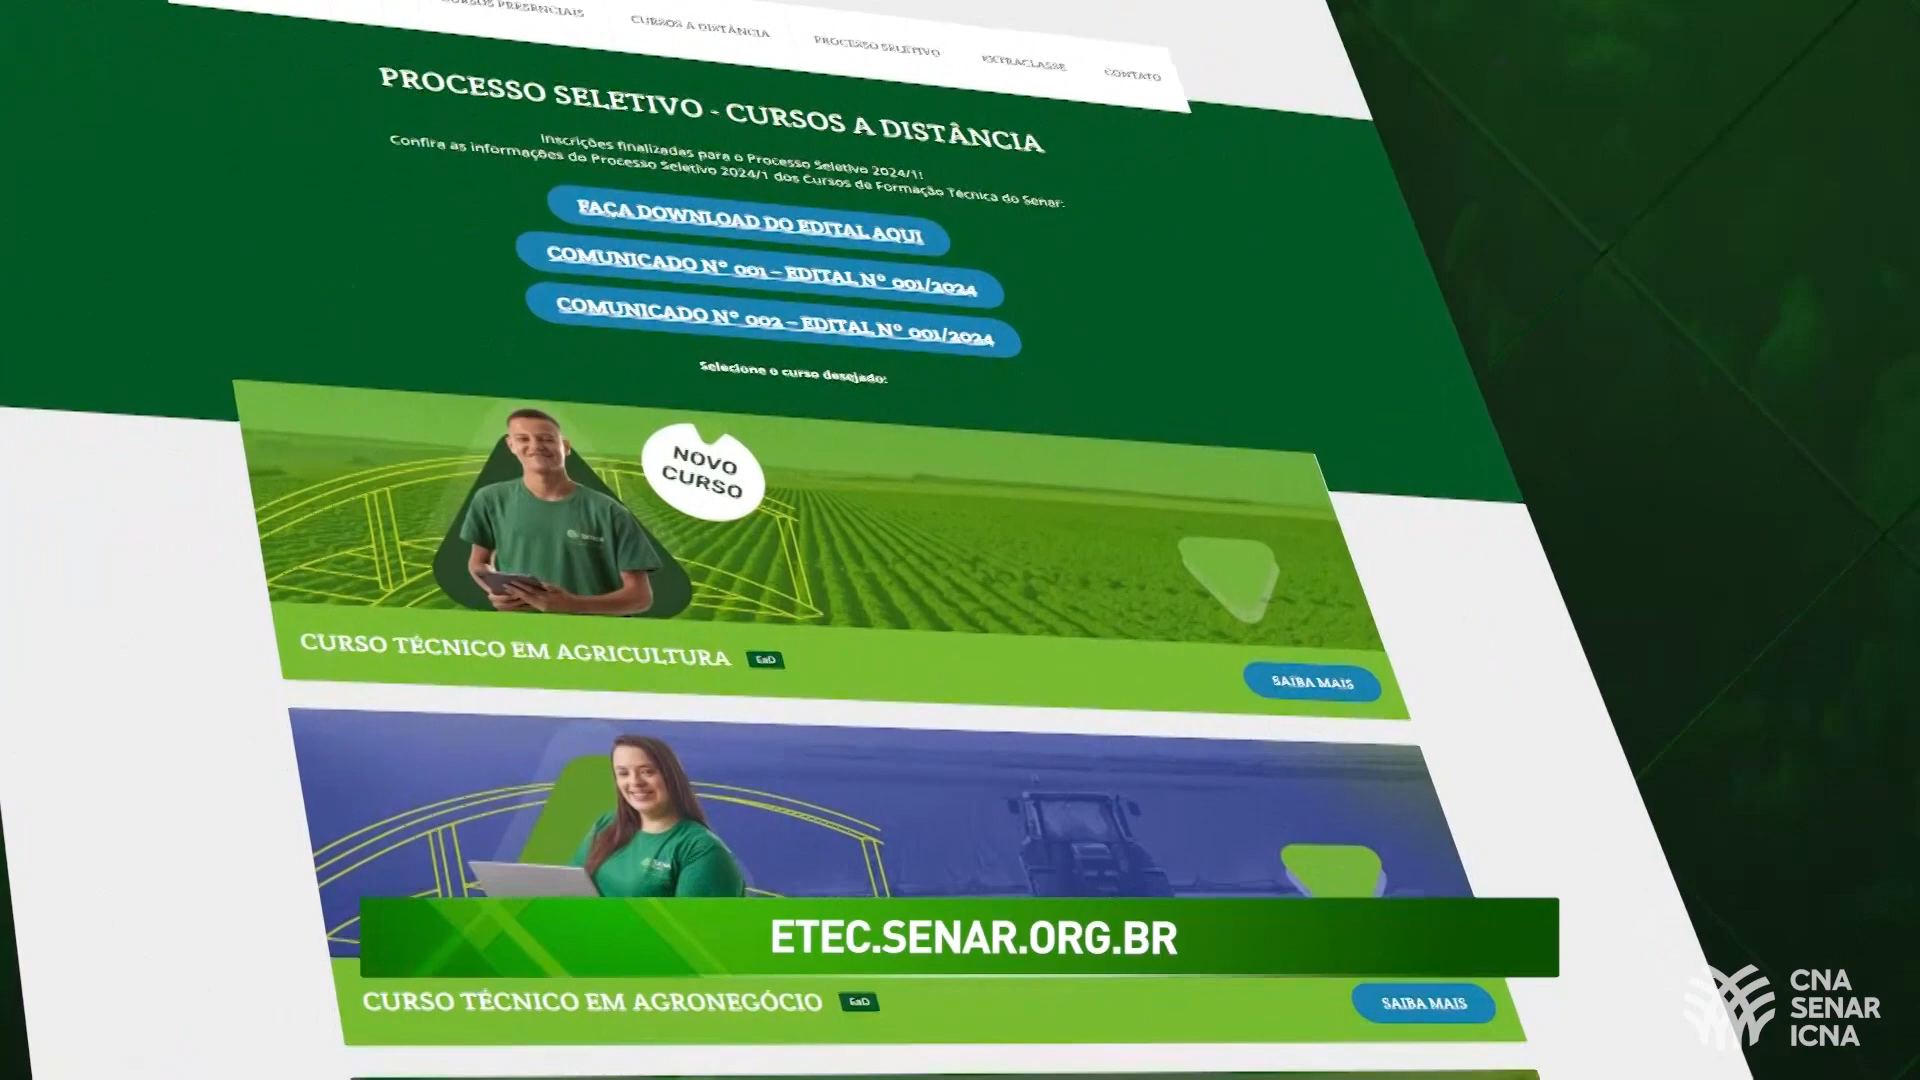 CURSOS PRESENCIAIS
CURSOS A DISTÂNCIA
PROCESSO SELETIVO
EXTRACLASSE
CONTATO
PROCESSO SELETIVO - CURSOS A DISTÂNCIA
Inscrições finalizadas para o Processo Seletivo 2024/1!
Confira as informações do Processo Seletivo 2024/1 dos Cursos de Formação Técnica do Senar:
FAÇA DOWNLOAD DO EDITAL AQUI
COMUNICADO Nº 001 – EDITAL Nº 001/2024
COMUNICADO Nº 002 – EDITAL Nº 001/2024
Selecione o curso desejado:
NOVO
CURSO
CURSO TÉCNICO EM AGRICULTURA EaD
SAIBA MAIS
SENAR
ETEC.SENAR.ORG.BR
CURSO TÉCNICO EM AGRONEGÓCIO EaD
SAIBA MAIS
CNA
SENAR
ICNA